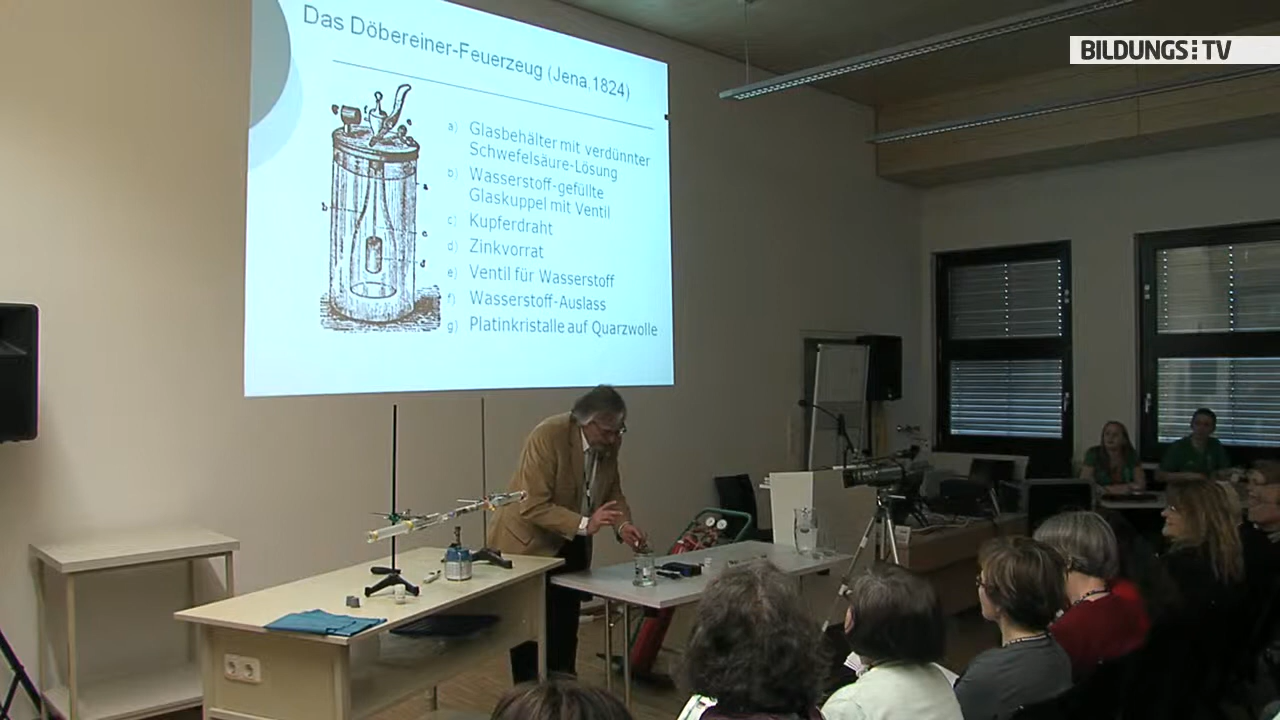 BILDUNGS:TV
Das Döbereiner-Feuerzeug (Jena,1824)
a) Glasbehälter mit verdünnter
Schwefelsäure-Lösung
b) Wasserstoff-gefüllte
Glaskuppel mit Ventil
c) Kupferdraht
d) Zinkvorrat
e) Ventil für Wasserstoff
f) Wasserstoff-Auslass
g) Platinkristalle auf Quarzwolle